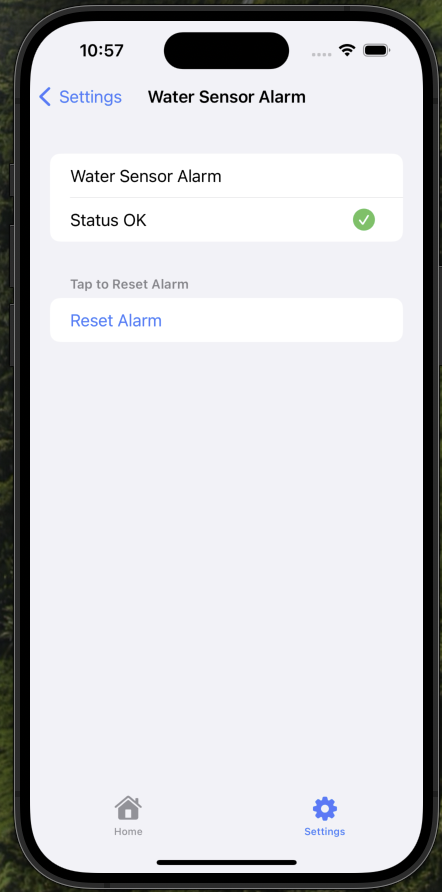 10:57
Settings
Water Sensor Alarm
Water Sensor Alarm
Status OK
Tap to Reset Alarm
Reset Alarm
Home
Settings